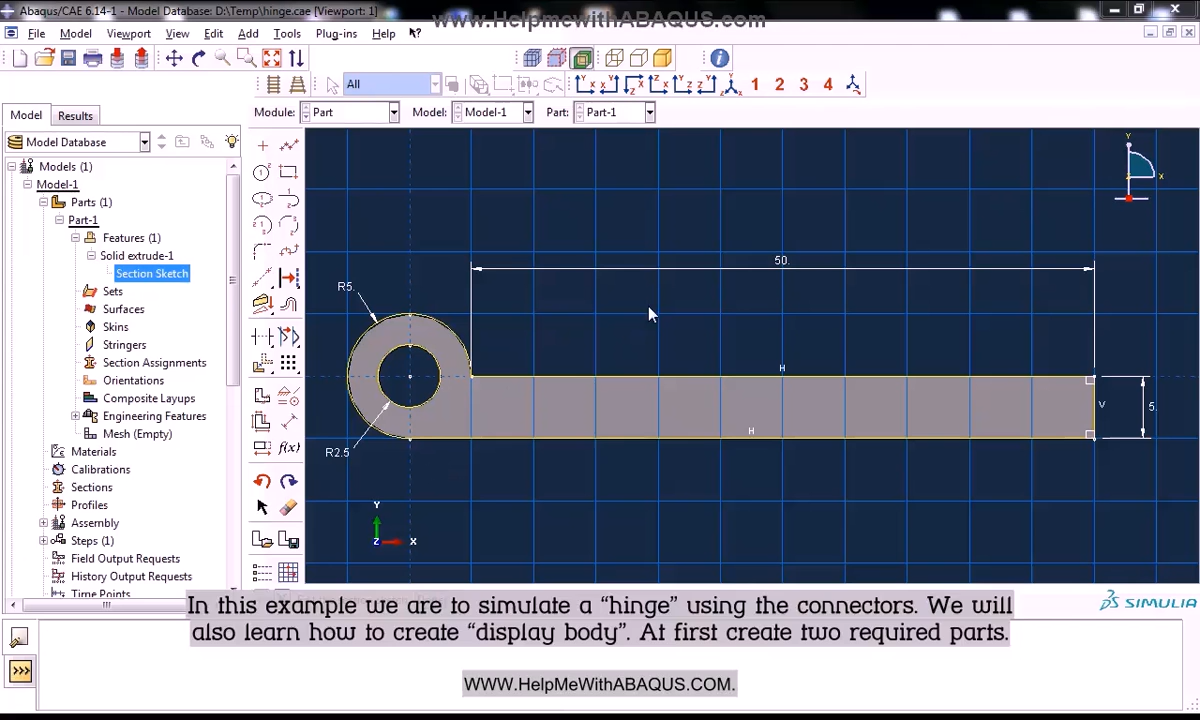 Abaqus/CAE 6.14-1 - Model Database: D:\Temp\hinge.cae [Viewport: 1]
www.HelpmewithABAQUS.com
File Model Viewport View Edit Add Tools Plug-ins Help
All
1 2 3 4
Model Results
Module: Part Model: Model-1 Part: Part-1
Model Database
Models (1)
Model-1
Parts (1)
Part-1
Features (1)
Solid extrude-1
Section Sketch
Sets
Surfaces
Skins
Stringers
Section Assignments
Orientations
Composite Layups
Engineering Features
Mesh (Empty)
Materials
Calibrations
Sections
Profiles
Assembly
Steps (1)
Field Output Requests
History Output Requests
Time Points
f(x)
Y
X
50.
R5.
H
V
5.
H
R2.5
Y
Z X
SIMULIA
In this example we are to simulate a “hinge” using the connectors. We will
also learn how to create “display body”. At first create two required parts.
WWW.HelpMeWithABAQUS.COM.
>>>